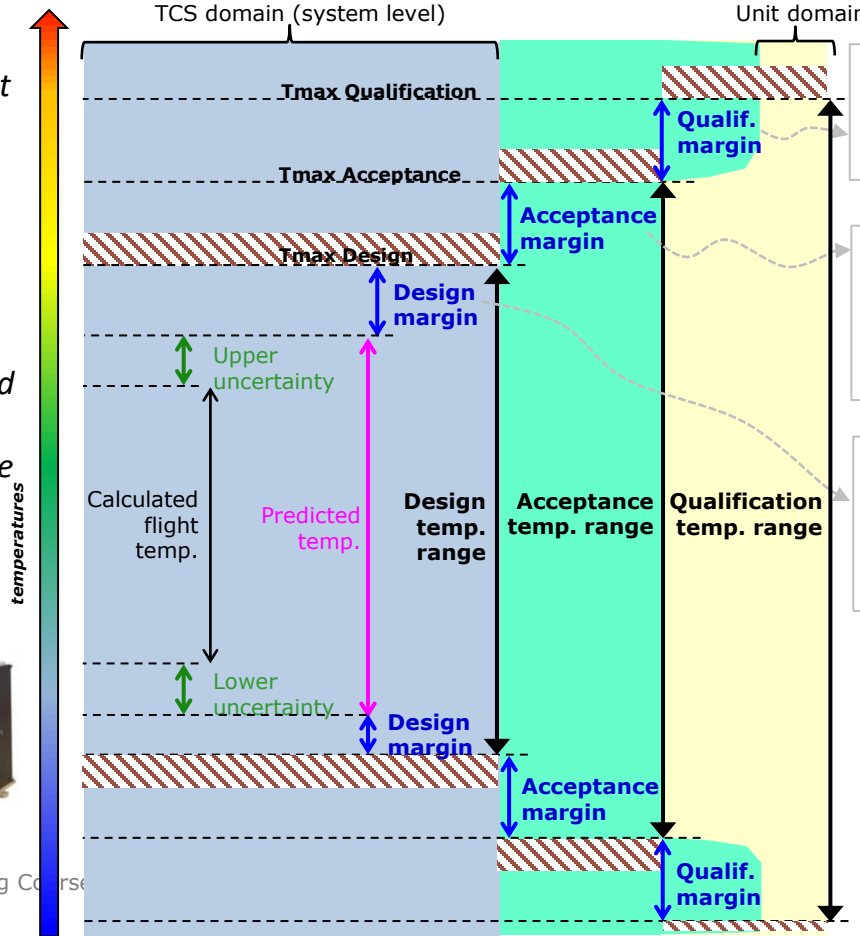 TCS domain (system level)
Unit domain
t
Tmax Qualification
Qualif.
margin
Tmax Acceptance
Acceptance
margin
Tmax Design
Design
margin
Upper
uncertainty
d
e
temperatures
Calculated
flight
temp.
Predicted
temp.
Design
temp.
range
Acceptance
temp. range
Qualification
temp. range
Lower
uncertainty
Design
margin
Acceptance
margin
Qualif.
margin
g Course